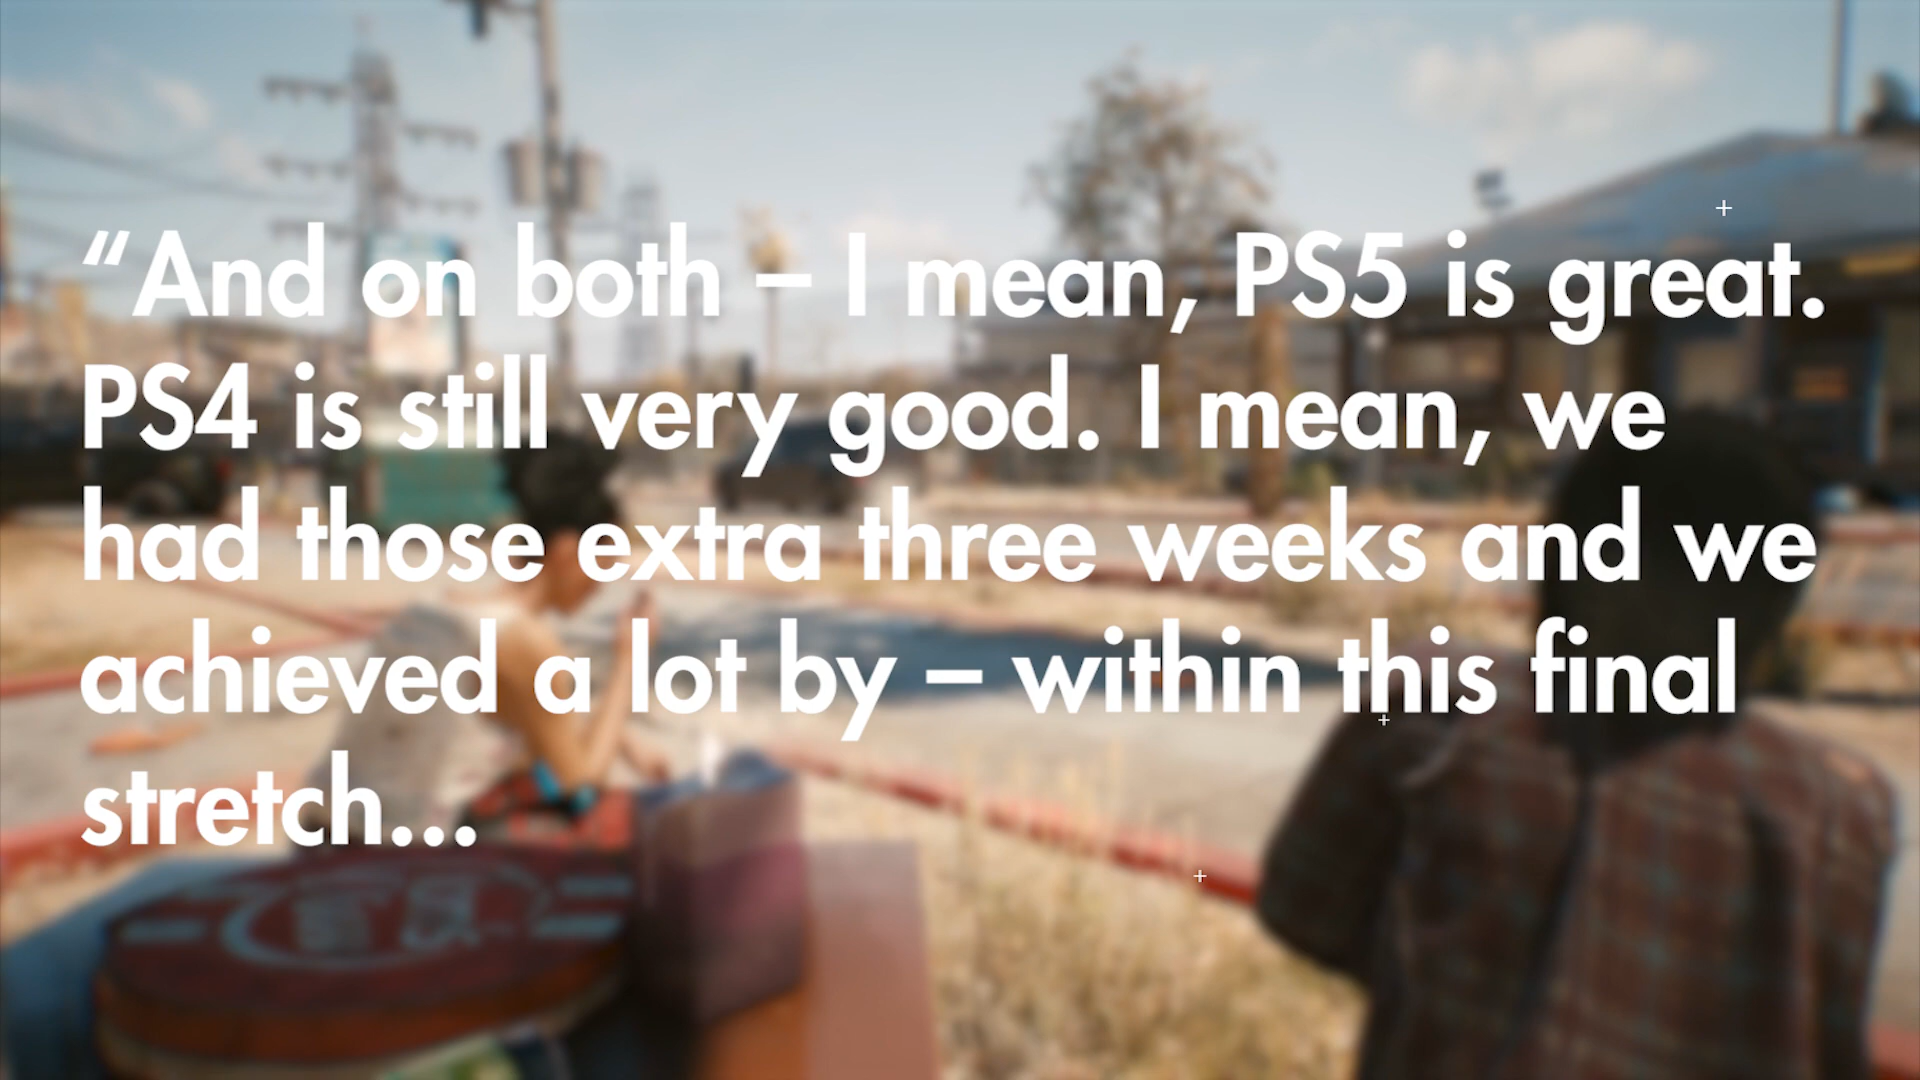 “And on both – I mean, PS5 is great.
PS4 is still very good. I mean, we
had those extra three weeks and we
achieved a lot by – within this final
stretch...